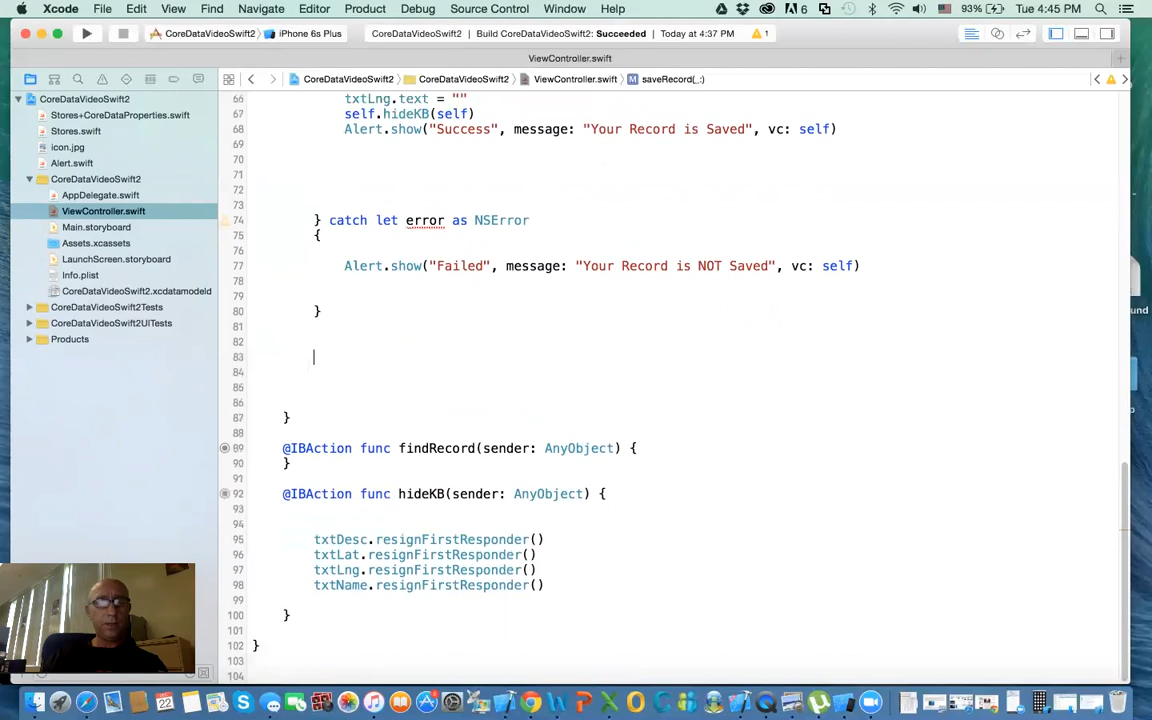 Xcode File Edit View Find Navigate Editor Product Debug Source Control Window Help 6 93% Tue 4:45 PM
CoreDataVideoSwift2 iPhone 6s Plus CoreDataVideoSwift2 | Build CoreDataVideoSwift2: Succeeded | Today at 4:37 PM 1
ViewController.swift
CoreDataVideoSwift2 CoreDataVideoSwift2 ViewController.swift M saveRecord(_:)
CoreDataVideoSwift2
Stores+CoreDataProperties.swift
Stores.swift
icon.jpg
Alert.swift
CoreDataVideoSwift2
AppDelegate.swift
ViewController.swift
Main.storyboard
Assets.xcassets
LaunchScreen.storyboard
Info.plist
CoreDataVideoSwift2.xcdatamodeld
CoreDataVideoSwift2Tests
CoreDataVideoSwift2UITests
Products
66 txtLng.text = ""
67 self.hideKB(self)
68 Alert.show("Success", message: "Your Record is Saved", vc: self)
69
70
71
72
73
74 } catch let error as NSError
75 {
76
77 Alert.show("Failed", message: "Your Record is NOT Saved", vc: self)
78
79
80 }
81
82
83
84
85
86
87 }
88
89 @IBAction func findRecord(sender: AnyObject) {
90 }
91
92 @IBAction func hideKB(sender: AnyObject) {
93
94
95 txtDesc.resignFirstResponder()
96 txtLat.resignFirstResponder()
97 txtLng.resignFirstResponder()
98 txtName.resignFirstResponder()
99
100 }
101
102 }
103
104